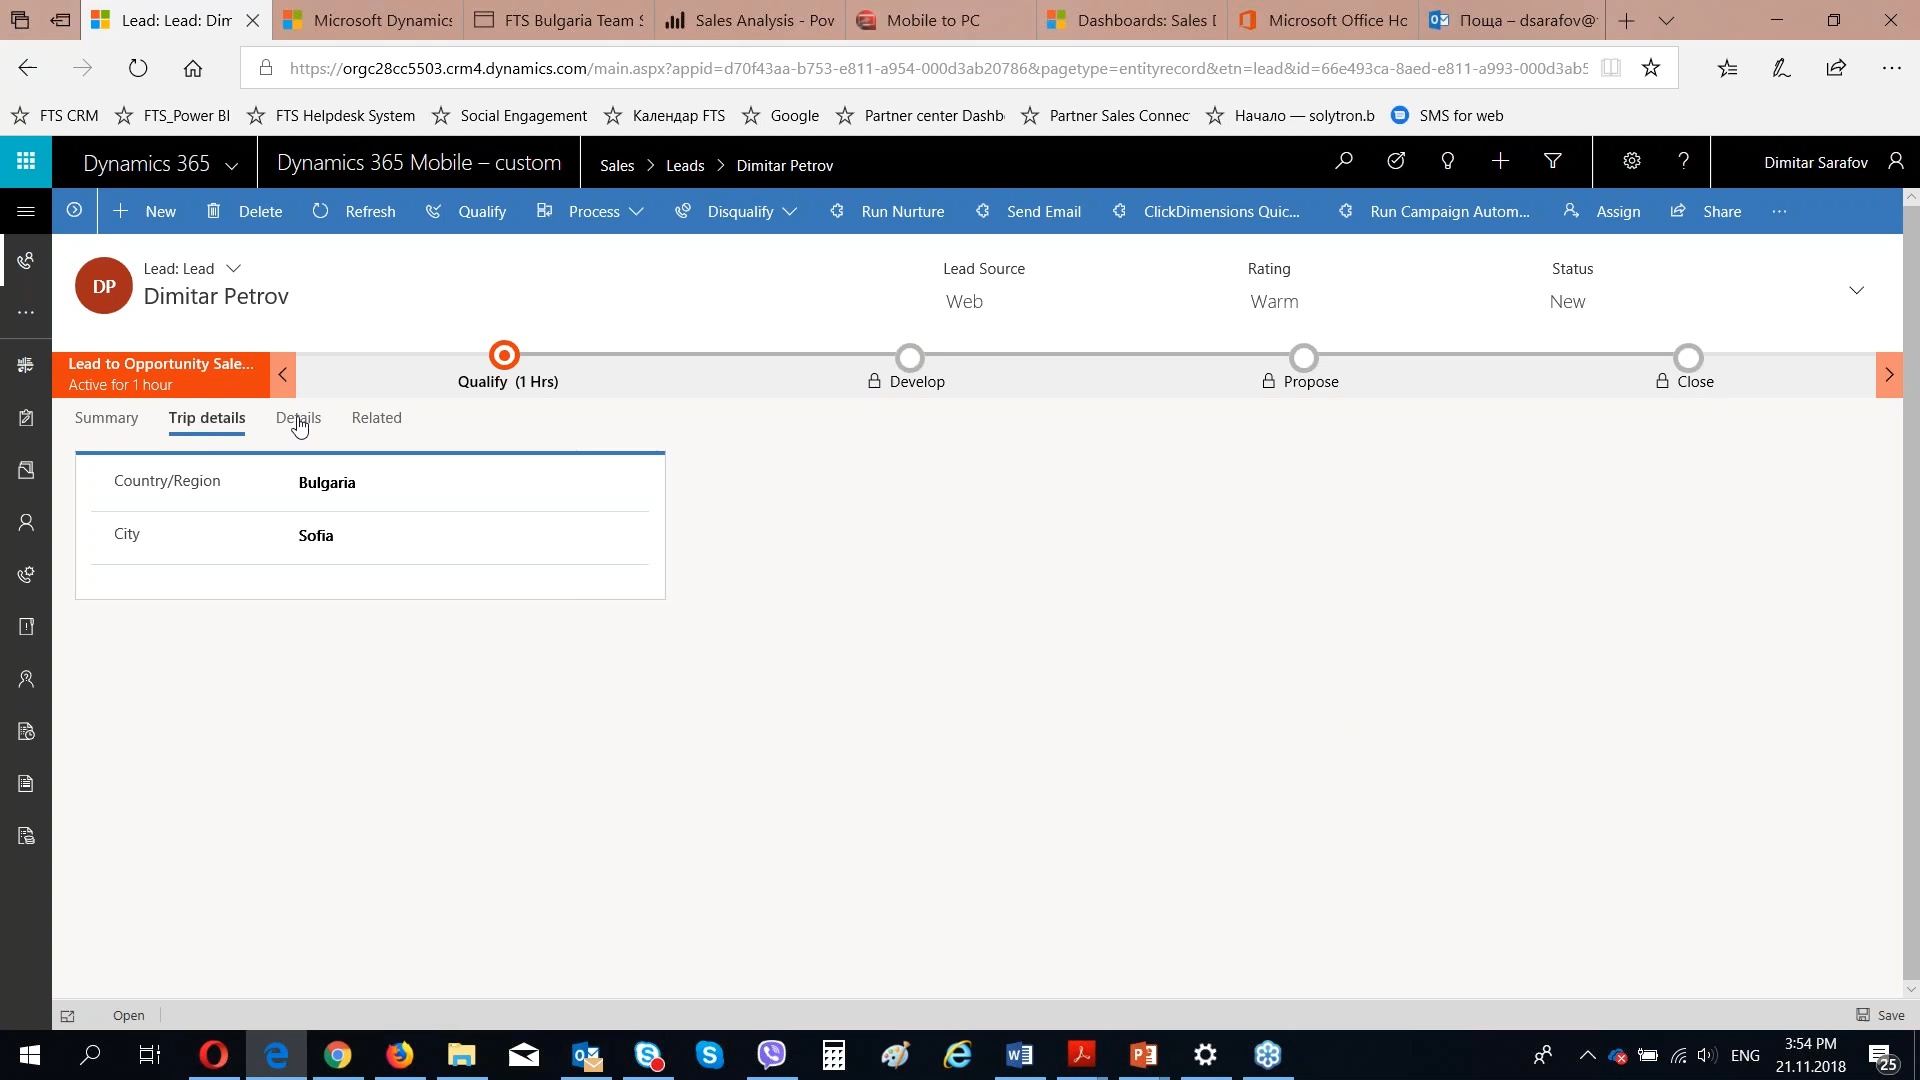 Lead: Lead: Dim
Microsoft Dynamics
FTS Bulgaria Team S
Sales Analysis - Pow
Mobile to PC
Dashboards: Sales D
Microsoft Office Ho
Поща – dsarafov@
https://orgc28cc5503.crm4.dynamics.com/main.aspx?appid=d70f43aa-b753-e811-a954-000d3ab20786&pagetype=entityrecord&etn=lead&id=66e493ca-8aed-e811-a993-000d3ab5
FTS CRM
FTS_Power BI
FTS Helpdesk System
Social Engagement
Календар FTS
Google
Partner center Dashb
Partner Sales Connec
Начало — solytron.b
SMS for web
Dynamics 365
Dynamics 365 Mobile – custom
Sales > Leads > Dimitar Petrov
Dimitar Sarafov
New
Delete
Refresh
Qualify
Process
Disqualify
Run Nurture
Send Email
ClickDimensions Quic...
Run Campaign Autom...
Assign
Share
DP
Lead: Lead
Dimitar Petrov
Lead Source
Web
Rating
Warm
Status
New
Lead to Opportunity Sale...
Active for 1 hour
Qualify (1 Hrs)
Develop
Propose
Close
Summary
Trip details
Details
Related
Country/Region
Bulgaria
City
Sofia
Open
Save
ENG
3:54 PM
21.11.2018
25